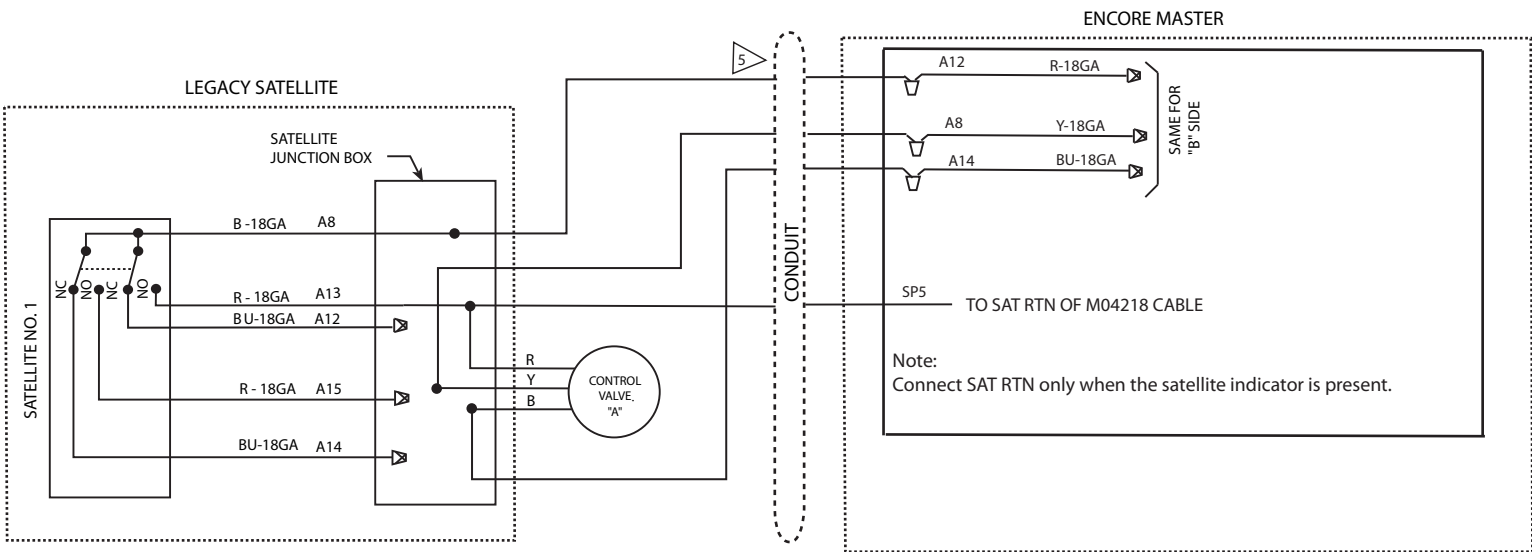 ENCORE MASTER
LEGACY SATELLITE
SATELLITE
JUNCTION BOX
5
CONDUIT
A12
R-18GA
A8
Y-18GA
A14
BU-18GA
SAME FOR
"B" SIDE
SATELLITE NO. 1
NC
NO
NC
NO
B -18GA
A8
R - 18GA
A13
BU-18GA
A12
R - 18GA
A15
BU-18GA
A14
R
Y
B
CONTROL
VALVE.
"A"
SP5
TO SAT RTN OF M04218 CABLE
Note:
Connect SAT RTN only when the satellite indicator is present.